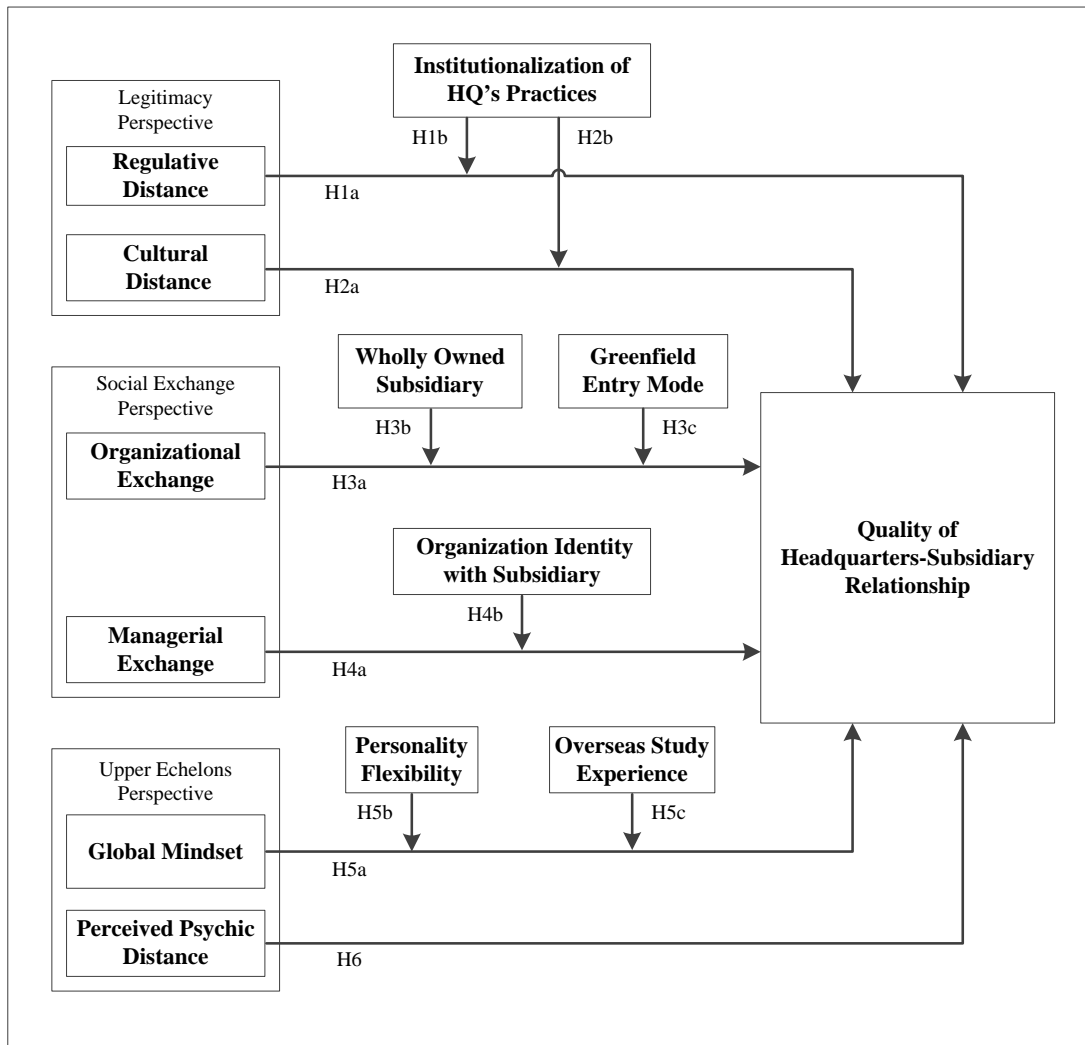 Institutionalization of
HQ's Practices
Legitimacy
Perspective
H1b
H2b
Regulative
Distance
H1a
Cultural
Distance
H2a
Wholly Owned
Subsidiary
Greenfield
Entry Mode
Social Exchange
Perspective
H3b
H3c
Organizational
Exchange
H3a
Quality of
Headquarters-Subsidiary
Relationship
Organization Identity
with Subsidiary
H4b
Managerial
Exchange
H4a
Personality
Flexibility
Overseas Study
Experience
Upper Echelons
Perspective
H5b
H5c
Global Mindset
H5a
Perceived Psychic
Distance
H6